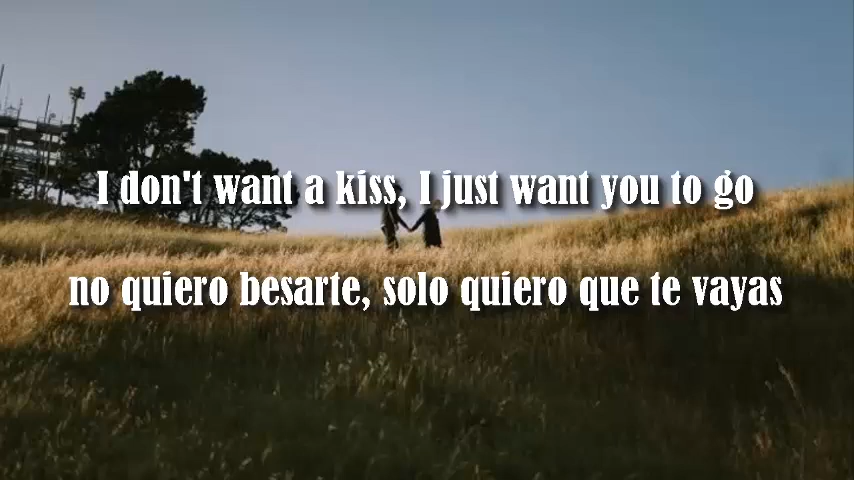 I don't want a kiss, I just want you to go
no quiero besarte, solo quiero que te vayas